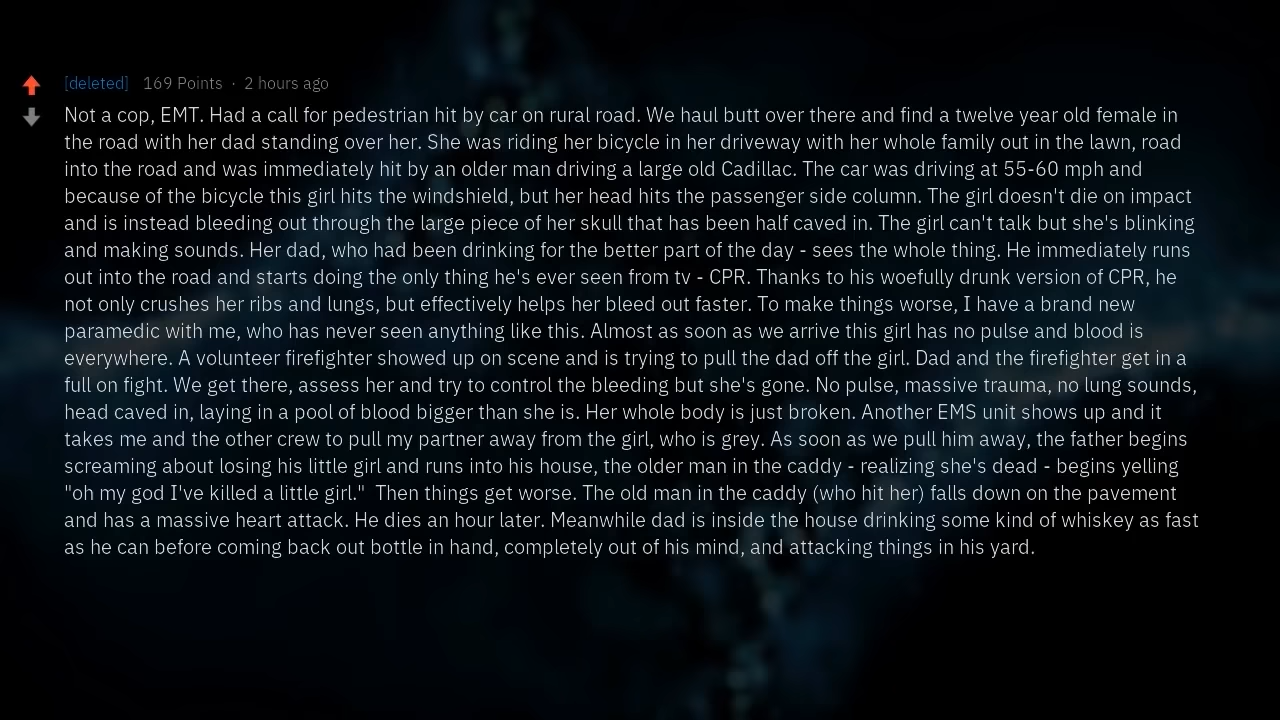 [deleted] 169 Points · 2 hours ago
Not a cop, EMT. Had a call for pedestrian hit by car on rural road. We haul butt over there and find a twelve year old female in
the road with her dad standing over her. She was riding her bicycle in her driveway with her whole family out in the lawn, road
into the road and was immediately hit by an older man driving a large old Cadillac. The car was driving at 55-60 mph and
because of the bicycle this girl hits the windshield, but her head hits the passenger side column. The girl doesn't die on impact
and is instead bleeding out through the large piece of her skull that has been half caved in. The girl can't talk but she's blinking
and making sounds. Her dad, who had been drinking for the better part of the day - sees the whole thing. He immediately runs
out into the road and starts doing the only thing he's ever seen from tv - CPR. Thanks to his woefully drunk version of CPR, he
not only crushes her ribs and lungs, but effectively helps her bleed out faster. To make things worse, I have a brand new
paramedic with me, who has never seen anything like this. Almost as soon as we arrive this girl has no pulse and blood is
everywhere. A volunteer firefighter showed up on scene and is trying to pull the dad off the girl. Dad and the firefighter get in a
full on fight. We get there, assess her and try to control the bleeding but she's gone. No pulse, massive trauma, no lung sounds,
head caved in, laying in a pool of blood bigger than she is. Her whole body is just broken. Another EMS unit shows up and it
takes me and the other crew to pull my partner away from the girl, who is grey. As soon as we pull him away, the father begins
screaming about losing his little girl and runs into his house, the older man in the caddy - realizing she's dead - begins yelling
"oh my god I've killed a little girl."  Then things get worse. The old man in the caddy (who hit her) falls down on the pavement
and has a massive heart attack. He dies an hour later. Meanwhile dad is inside the house drinking some kind of whiskey as fast
as he can before coming back out bottle in hand, completely out of his mind, and attacking things in his yard.